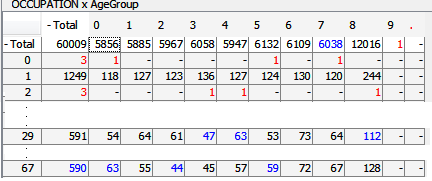 OCCUPATION x AgeGroup
- Total 0 1 2 3 4 5 6 7 8 9 .
- Total 60009 5856 5885 5967 6058 5947 6132 6109 6038 12016 1 -
0 3 1 - - - - 1 - 1 - - -
1 1249 118 127 123 136 127 124 130 120 244 - -
2 3 - - - 1 1 - - - 1 - -
:
29 591 54 64 61 47 63 53 73 64 112 - -
:
67 590 63 55 44 45 57 59 72 67 128 - -